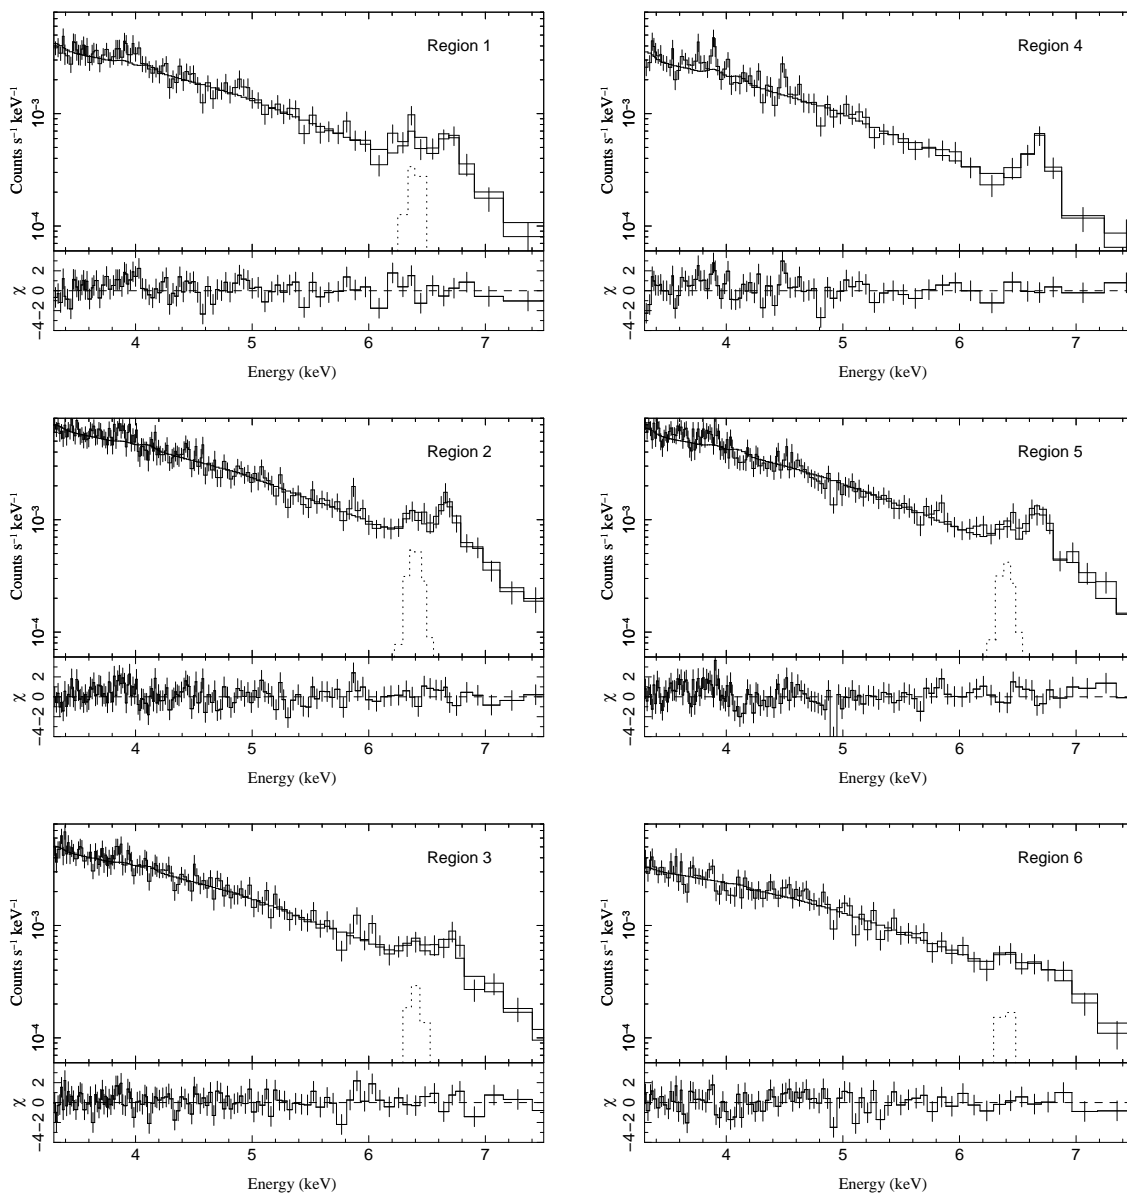 Region 1
Counts s⁻¹ keV⁻¹
10⁻³
10⁻⁴
χ
2
0
−2
−4
4 5 6 7
Energy (keV)
Region 4
Counts s⁻¹ keV⁻¹
10⁻³
10⁻⁴
χ
2
0
−2
−4
4 5 6 7
Energy (keV)
Region 2
Counts s⁻¹ keV⁻¹
10⁻³
10⁻⁴
χ
2
0
−2
−4
4 5 6 7
Energy (keV)
Region 5
Counts s⁻¹ keV⁻¹
10⁻³
10⁻⁴
χ
2
0
−2
−4
4 5 6 7
Energy (keV)
Region 3
Counts s⁻¹ keV⁻¹
10⁻³
10⁻⁴
χ
2
0
−2
−4
4 5 6 7
Energy (keV)
Region 6
Counts s⁻¹ keV⁻¹
10⁻³
10⁻⁴
χ
2
0
−2
−4
4 5 6 7
Energy (keV)